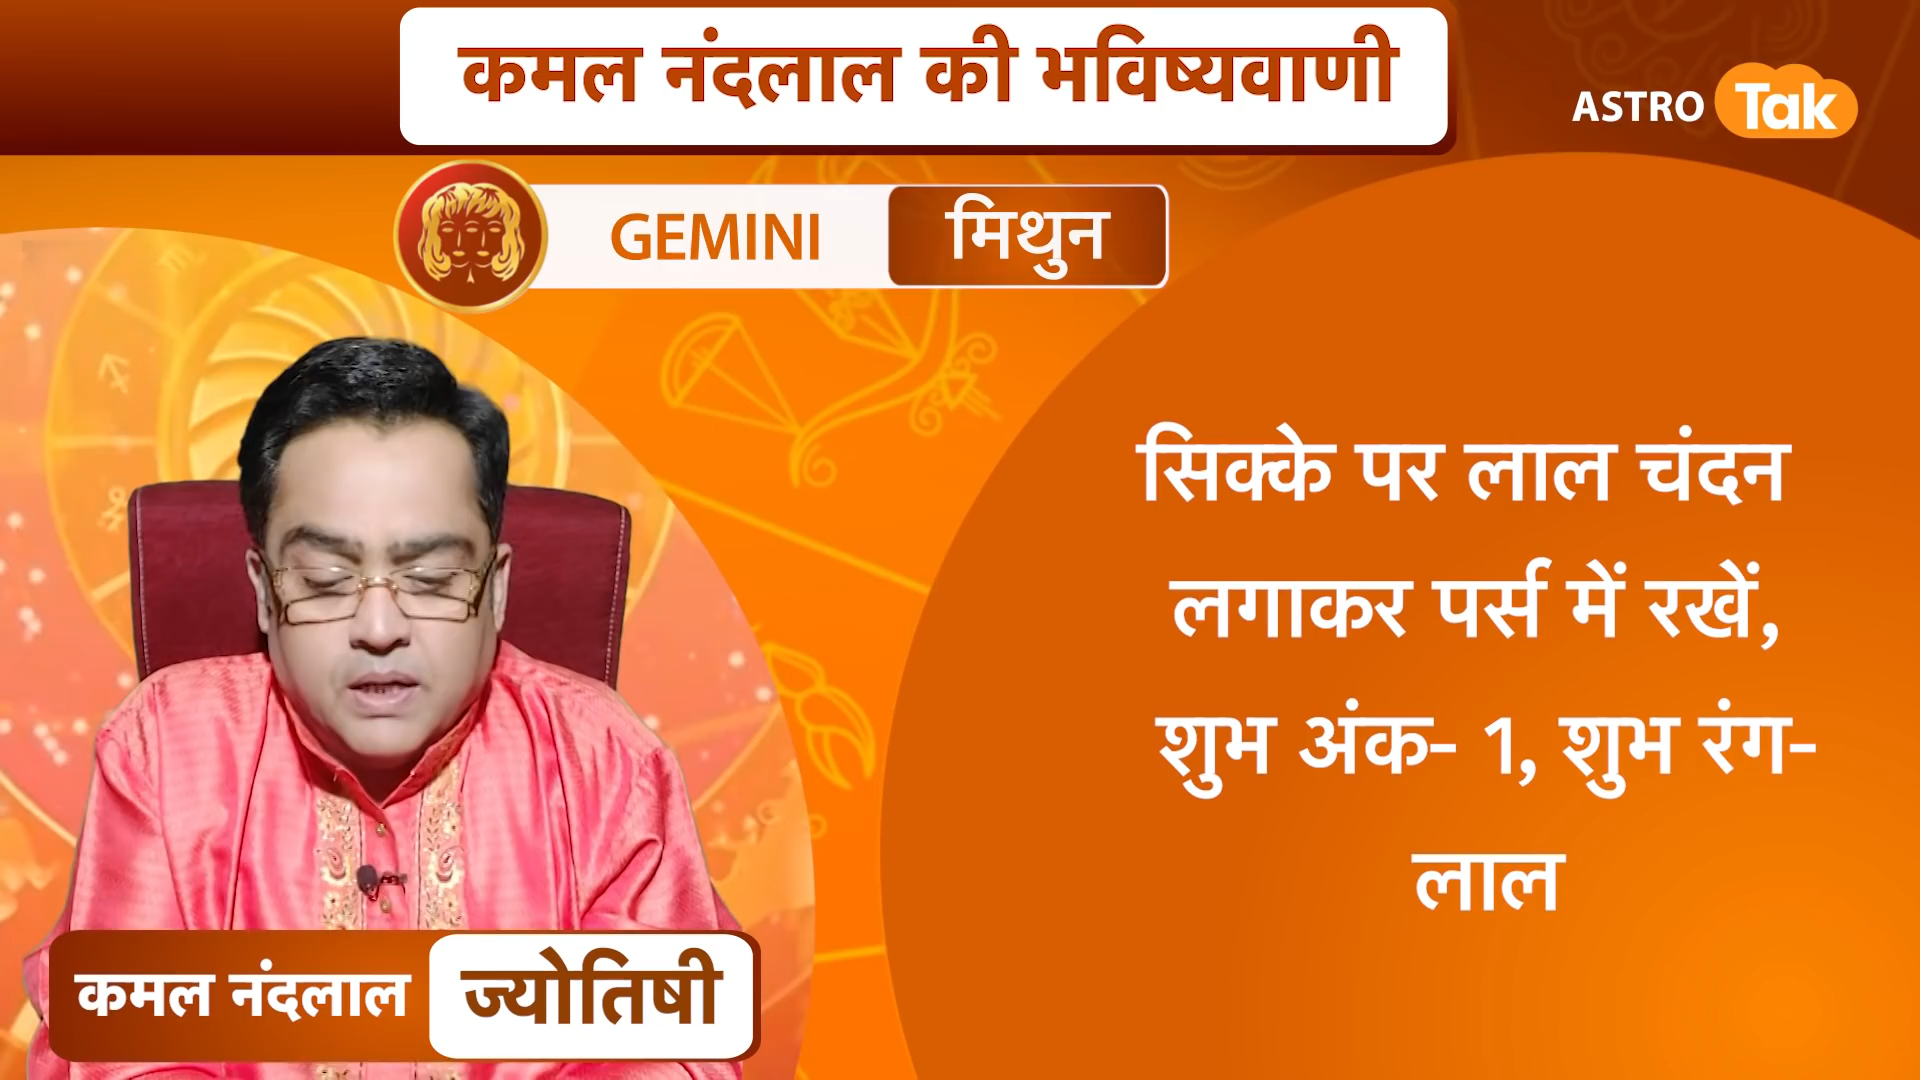 कमल नंदलाल की भविष्यवाणी
ASTRO Tak
GEMINI मिथुन
सिक्के पर लाल चंदन
लगाकर पर्स में रखें,
शुभ अंक- 1, शुभ रंग-
लाल
कमल नंदलाल ज्योतिषी